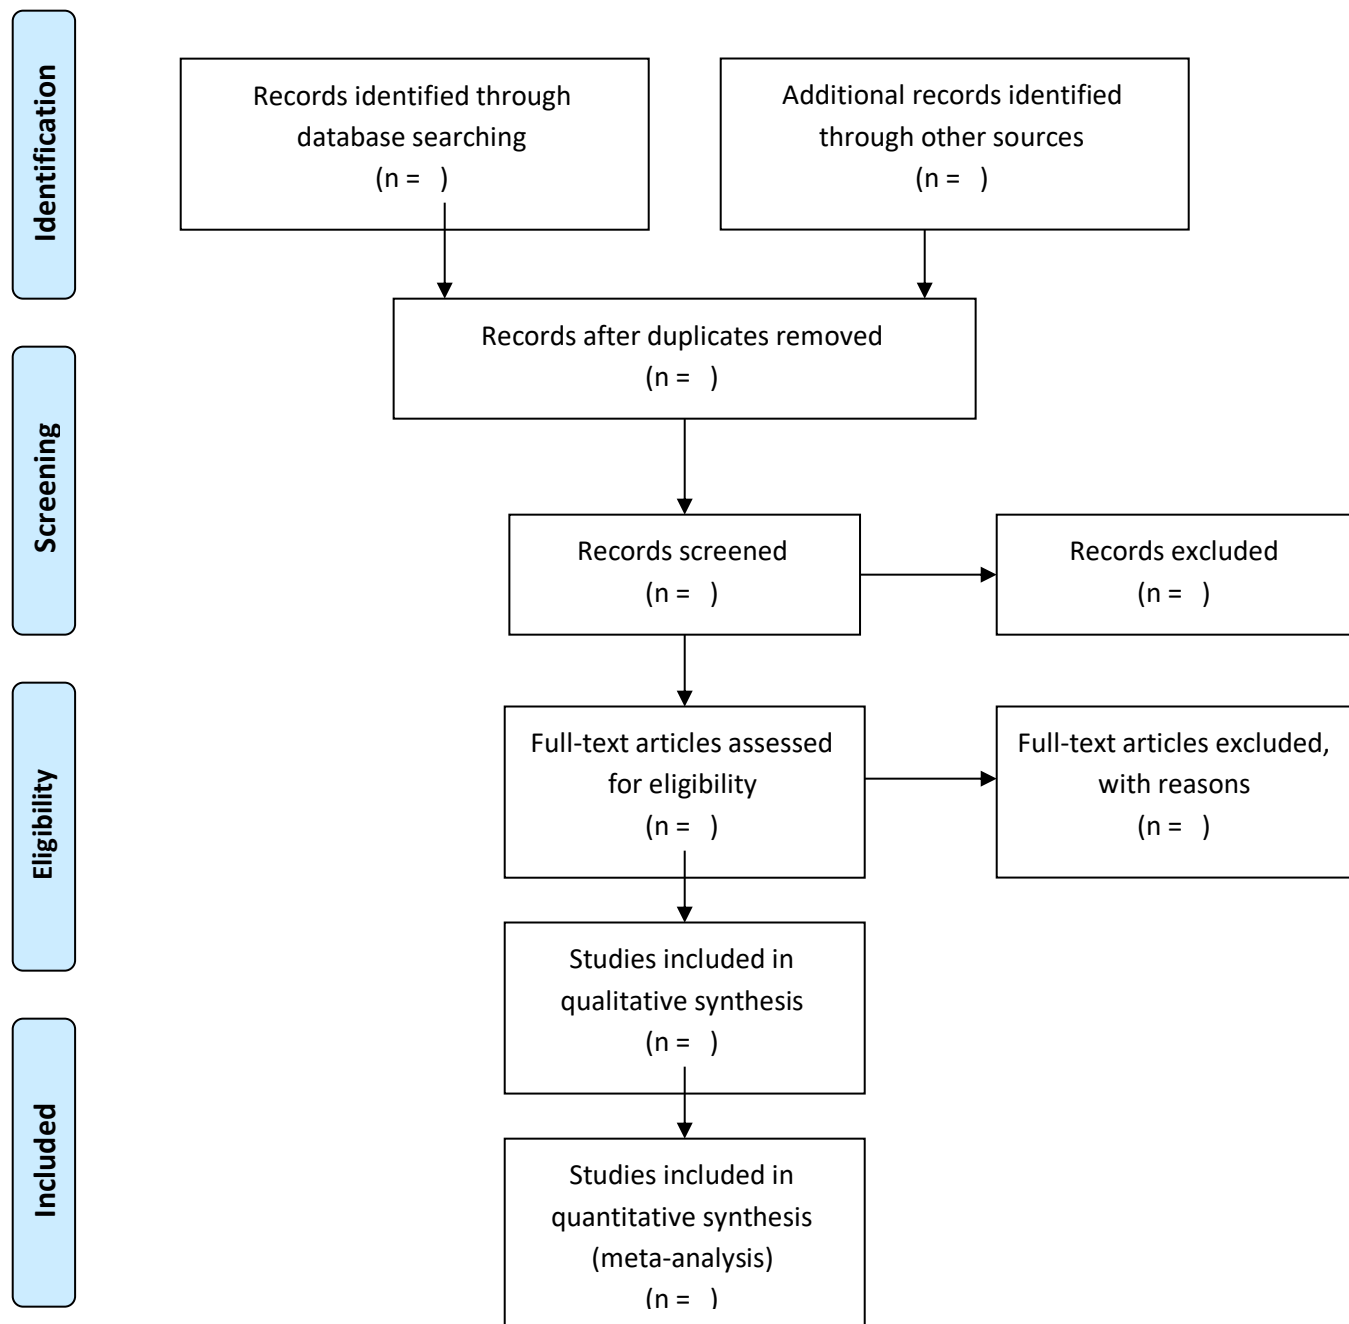 Identification
Records identified through
database searching
(n =   )
Additional records identified
through other sources
(n =   )
Records after duplicates removed
(n =   )
Screening
Records screened
(n =   )
Records excluded
(n =   )
Eligibility
Full-text articles assessed
for eligibility
(n =   )
Full-text articles excluded,
with reasons
(n =   )
Studies included in
qualitative synthesis
(n =   )
Included
Studies included in
quantitative synthesis
(meta-analysis)
(n =   )